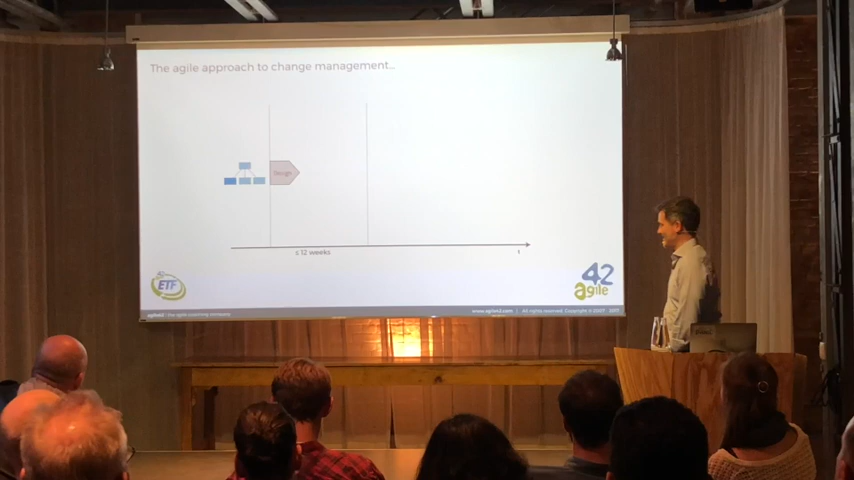 The agile approach to change management...
Design
≤ 12 weeks
t
ETF
42
agile
agile42 | the agile coaching company
www.agile42.com | All rights reserved. Copyright © 2007 - 2017